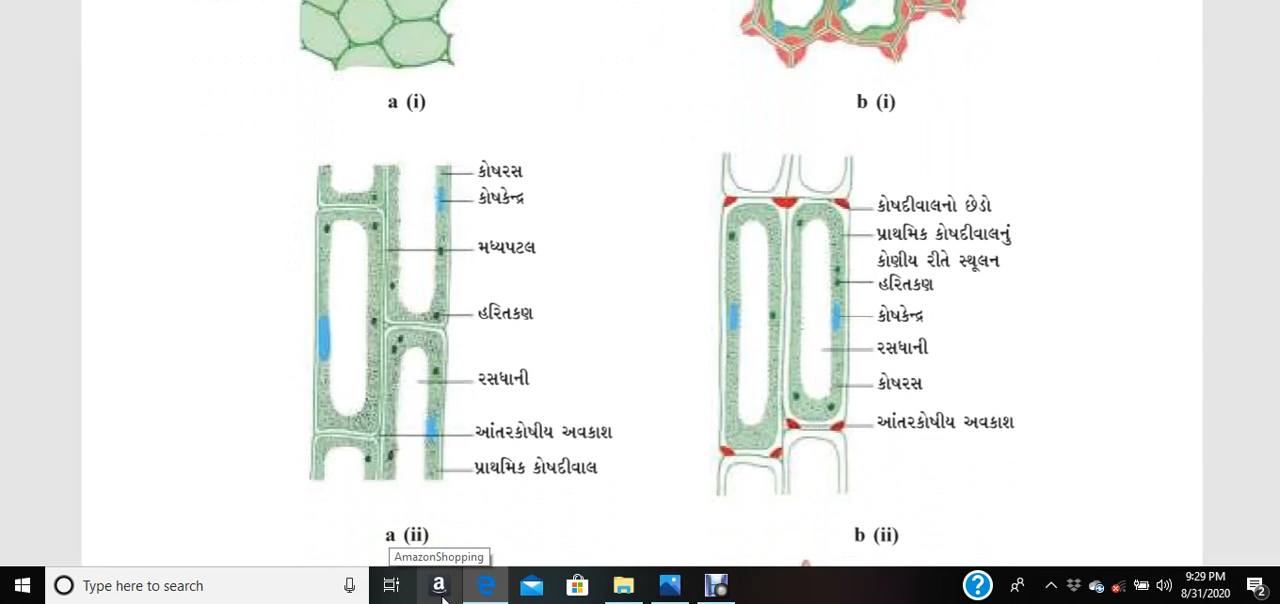 a (i)
b (i)
કોષરસ
કોષકેન્દ્ર
મધ્યપટલ
હરિતકણ
રસધાની
આંતરકોષીય અવકાશ
પ્રાથમિક કોષદીવાલ
a (ii)
કોષદીવાલનો છેડો
પ્રાથમિક કોષદીવાલનું
કોણીય રીતે સ્થૂલન
હરિતકણ
કોષકેન્દ્ર
રસધાની
કોષરસ
આંતરકોષીય અવકાશ
b (ii)
AmazonShopping
Type here to search
9:29 PM
8/31/2020
2